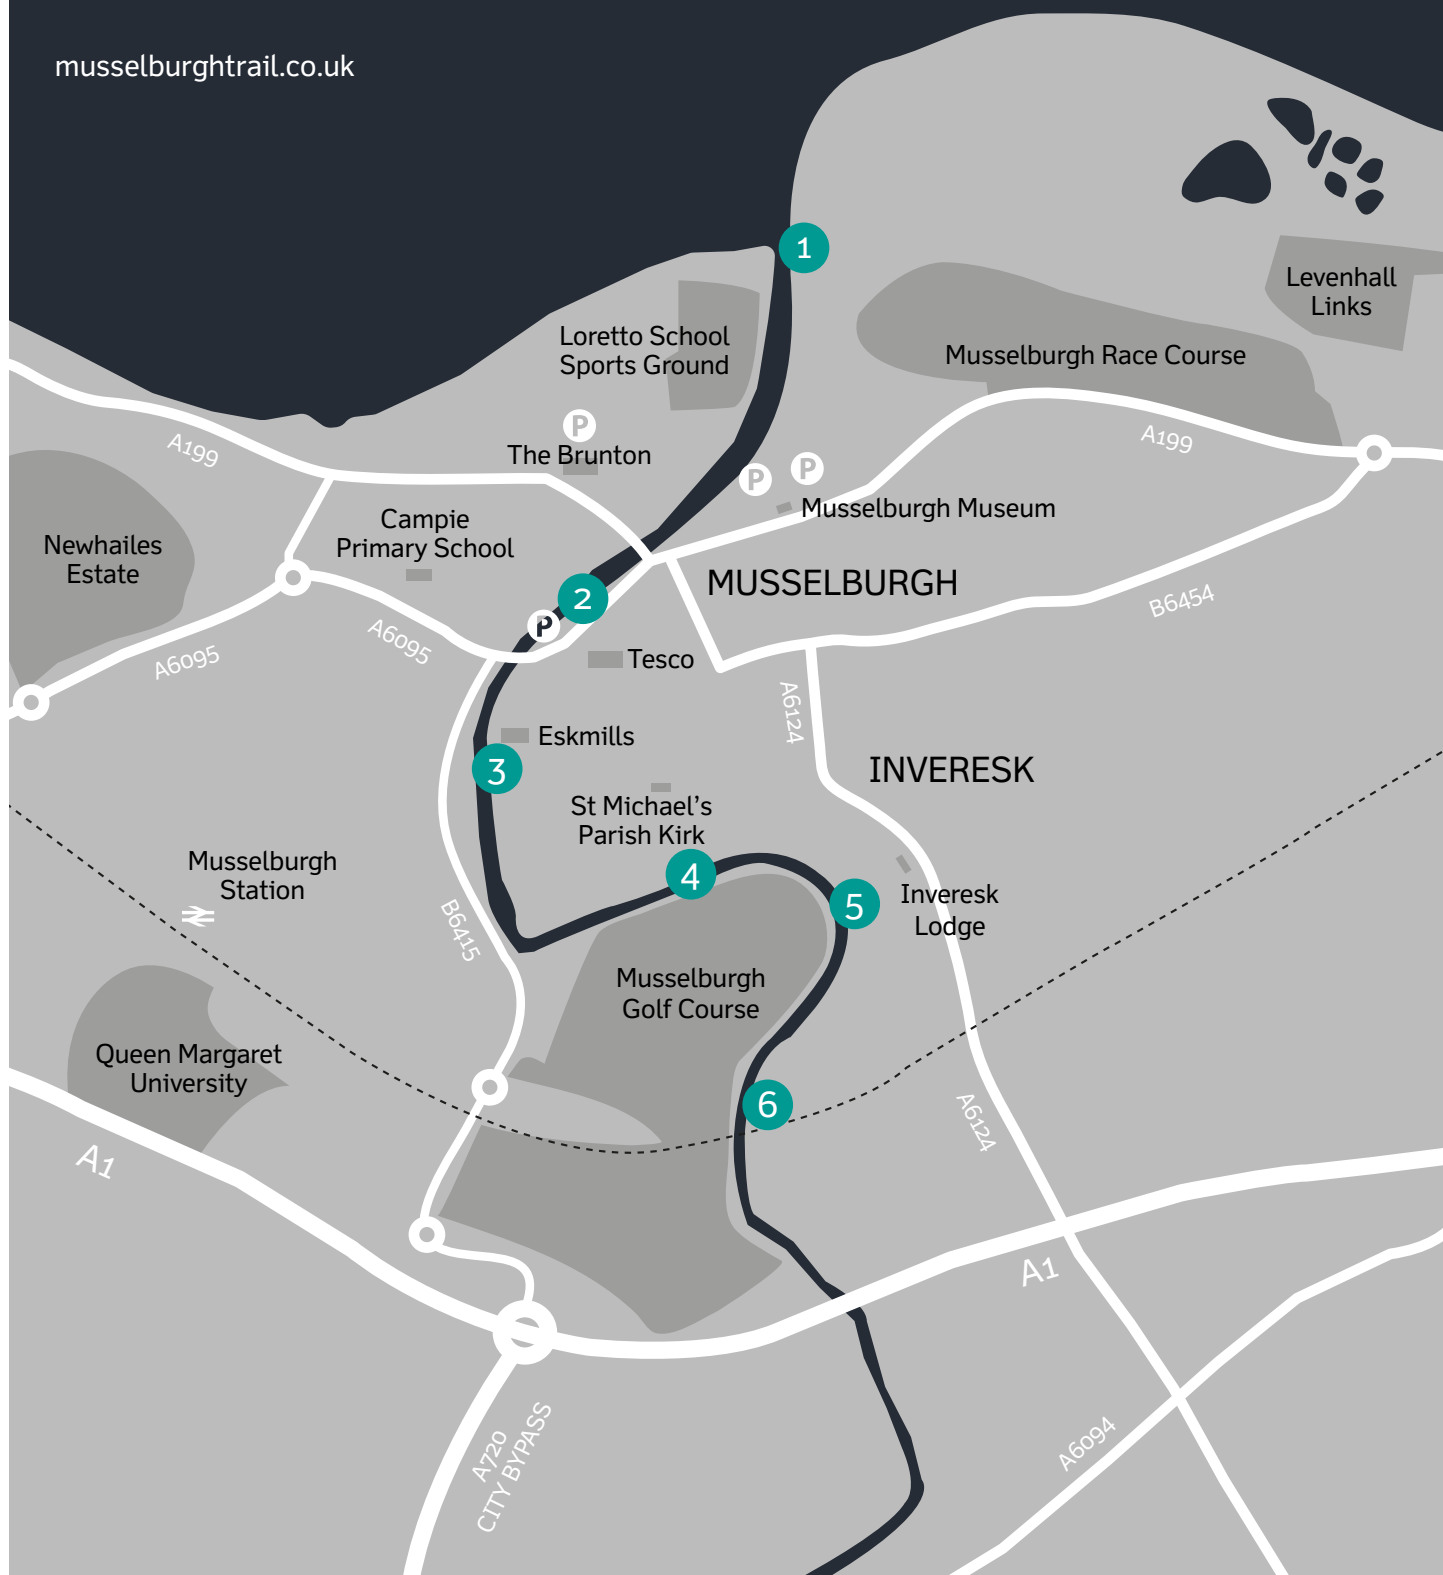 musselburghtrail.co.uk
1
Levenhall
Links
Loretto School
Sports Ground
Musselburgh Race Course
P
The Brunton
A199
A199
P
P
Musselburgh Museum
Campie
Primary School
Newhailes
Estate
MUSSELBURGH
2
P
B6454
A6095
A6095
Tesco
A6124
Eskmills
3
INVERESK
St Michael’s
Parish Kirk
Musselburgh
Station
4
5
Inveresk
Lodge
B6415
Musselburgh
Golf Course
Queen Margaret
University
6
A6124
A1
A1
A720
CITY BYPASS
A6094